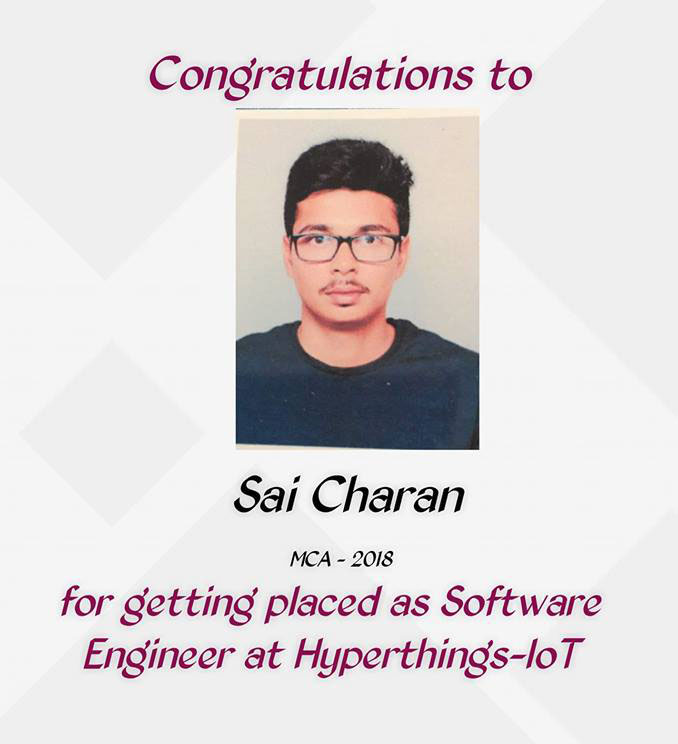 Congratulations to
Sai Charan
MCA - 2018
for getting placed as Software
Engineer at Hyperthings-IoT